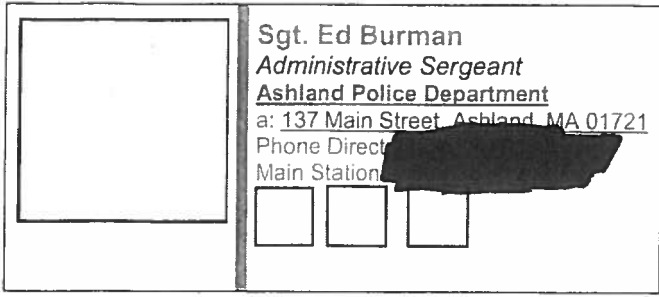 Sgt. Ed Burman
Administrative Sergeant
Ashland Police Department
a: 137 Main Street, Ashland, MA 01721
Phone Direct
Main Station